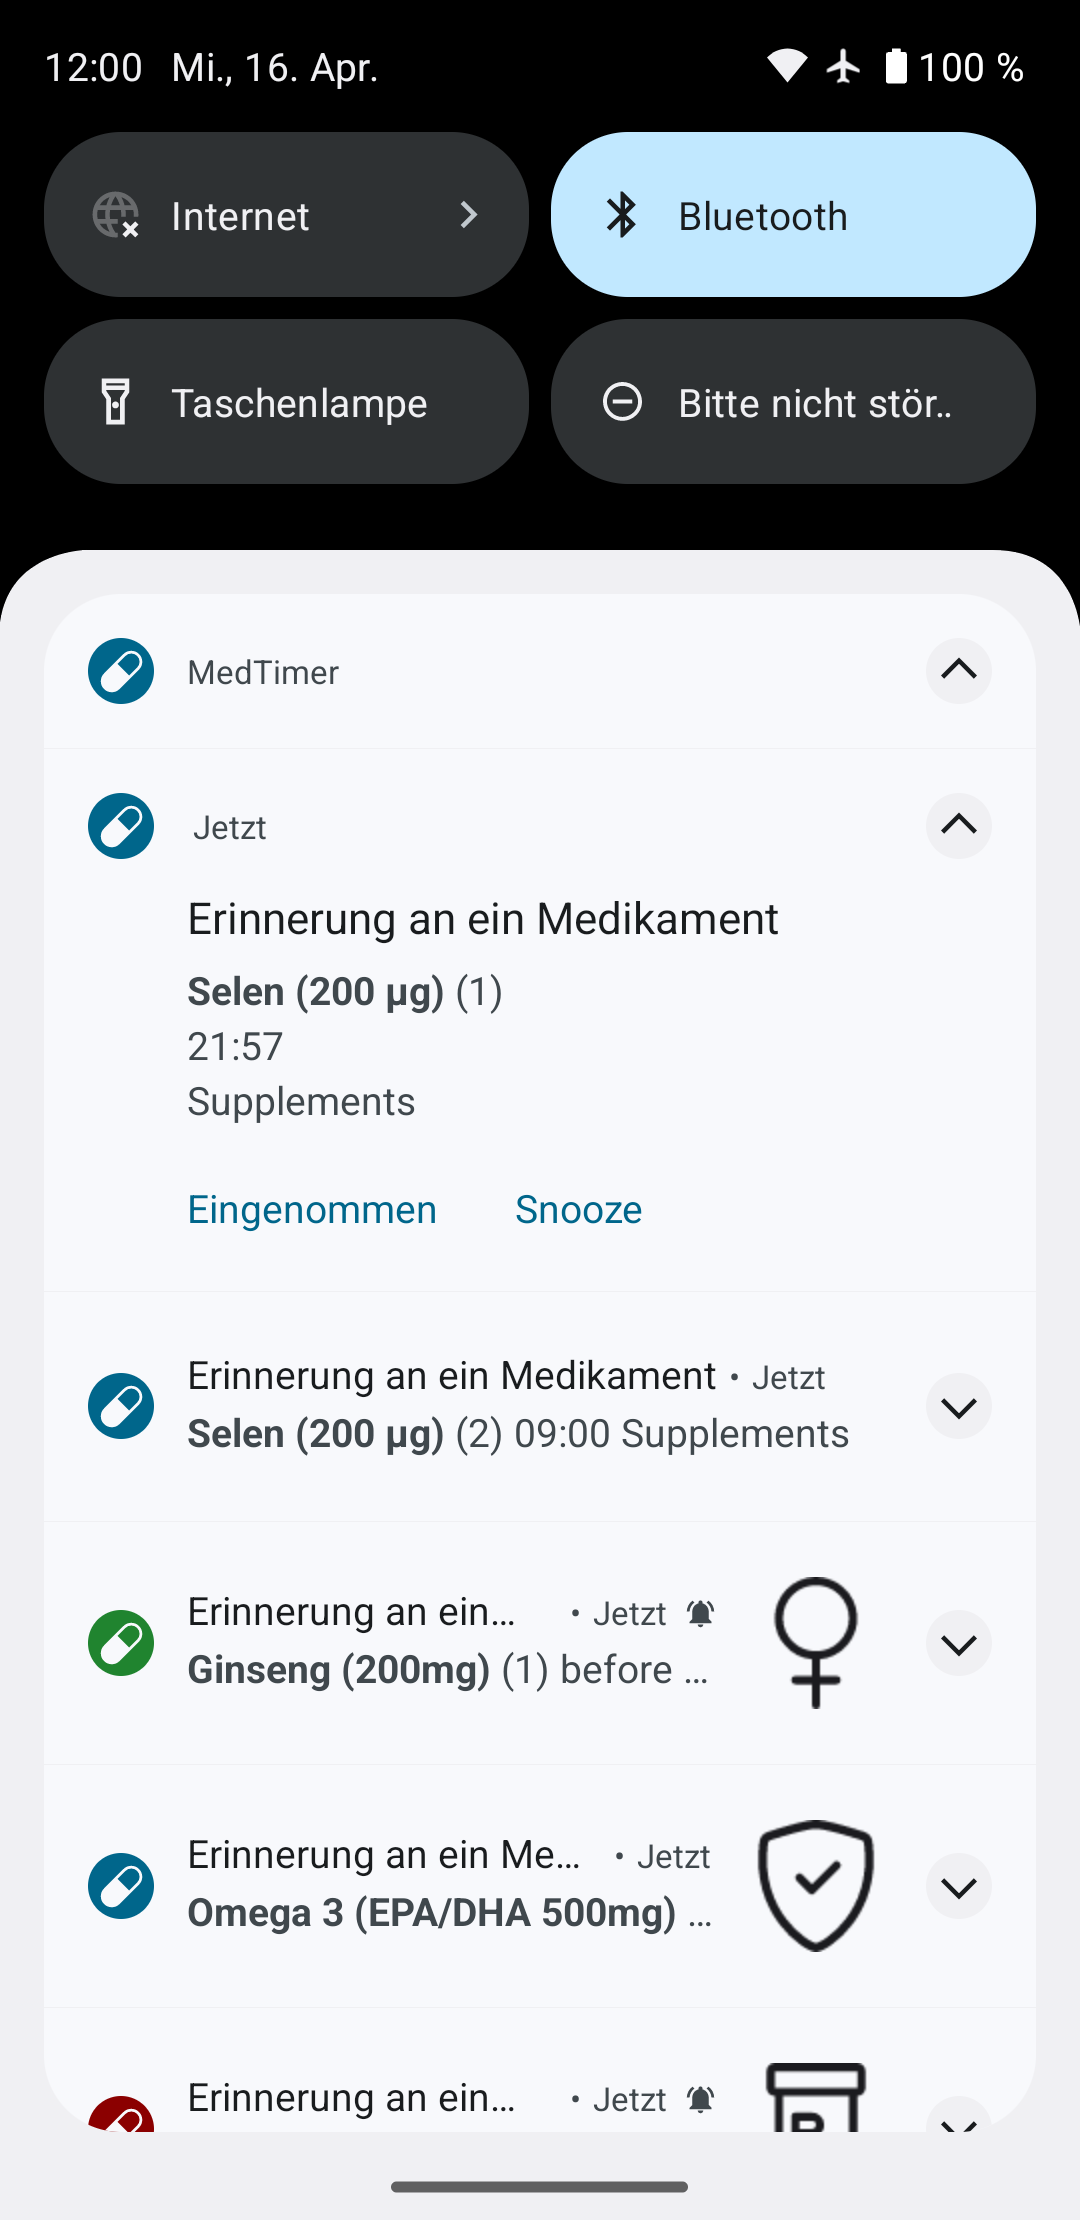 12:00 Mi., 16. Apr. 100 %
Internet
Bluetooth
Taschenlampe
Bitte nicht stör..
MedTimer
Jetzt
Erinnerung an ein Medikament
Selen (200 µg) (1)
21:57
Supplements
Eingenommen Snooze
Erinnerung an ein Medikament • Jetzt
Selen (200 µg) (2) 09:00 Supplements
Erinnerung an ein... • Jetzt
Ginseng (200mg) (1) before ...
Erinnerung an ein Me... • Jetzt
Omega 3 (EPA/DHA 500mg) ...
Erinnerung an ein... • Jetzt